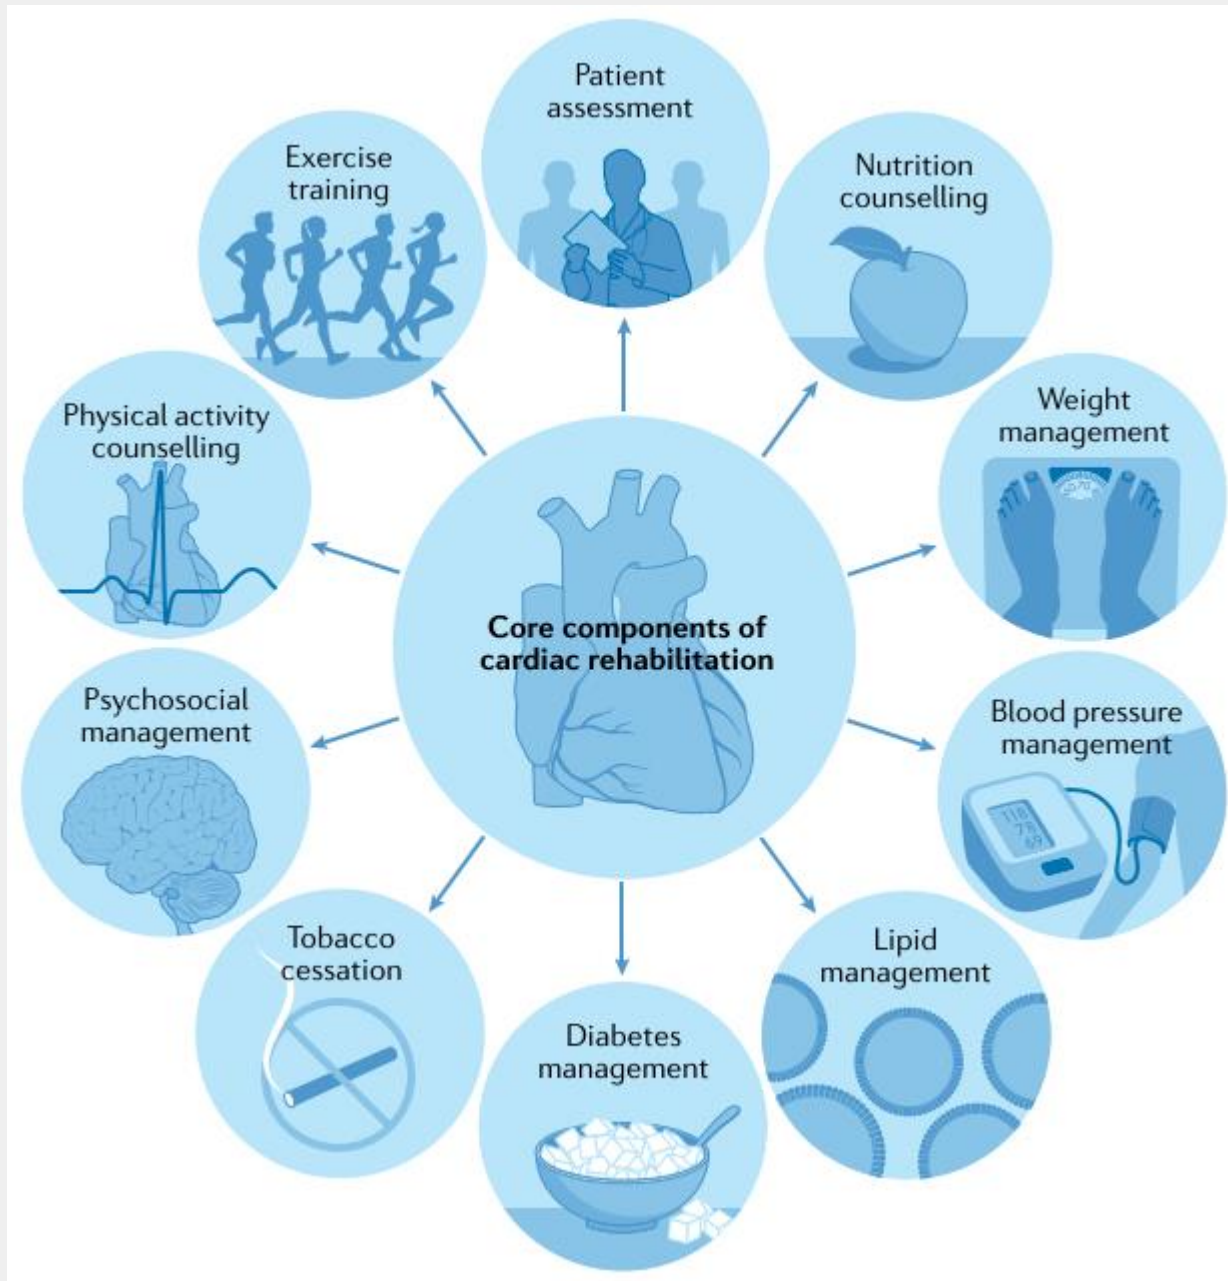 Patient
assessment
Nutrition
counselling
Weight
management
Blood pressure
management
118
78
69
Lipid
management
Diabetes
management
Tobacco
cessation
Psychosocial
management
Physical activity
counselling
Exercise
training
Core components of
cardiac rehabilitation